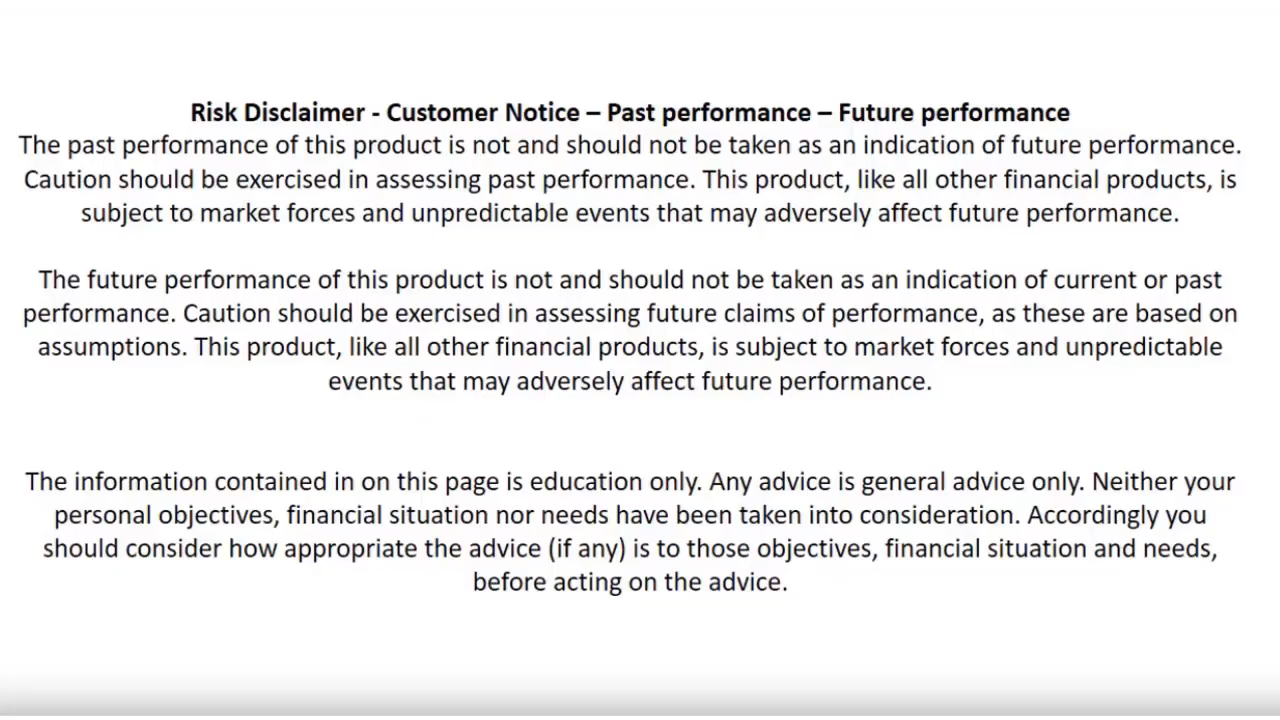 Risk Disclaimer - Customer Notice – Past performance – Future performance
The past performance of this product is not and should not be taken as an indication of future performance.
Caution should be exercised in assessing past performance. This product, like all other financial products, is
subject to market forces and unpredictable events that may adversely affect future performance.
The future performance of this product is not and should not be taken as an indication of current or past
performance. Caution should be exercised in assessing future claims of performance, as these are based on
assumptions. This product, like all other financial products, is subject to market forces and unpredictable
events that may adversely affect future performance.
The information contained in on this page is education only. Any advice is general advice only. Neither your
personal objectives, financial situation nor needs have been taken into consideration. Accordingly you
should consider how appropriate the advice (if any) is to those objectives, financial situation and needs,
before acting on the advice.